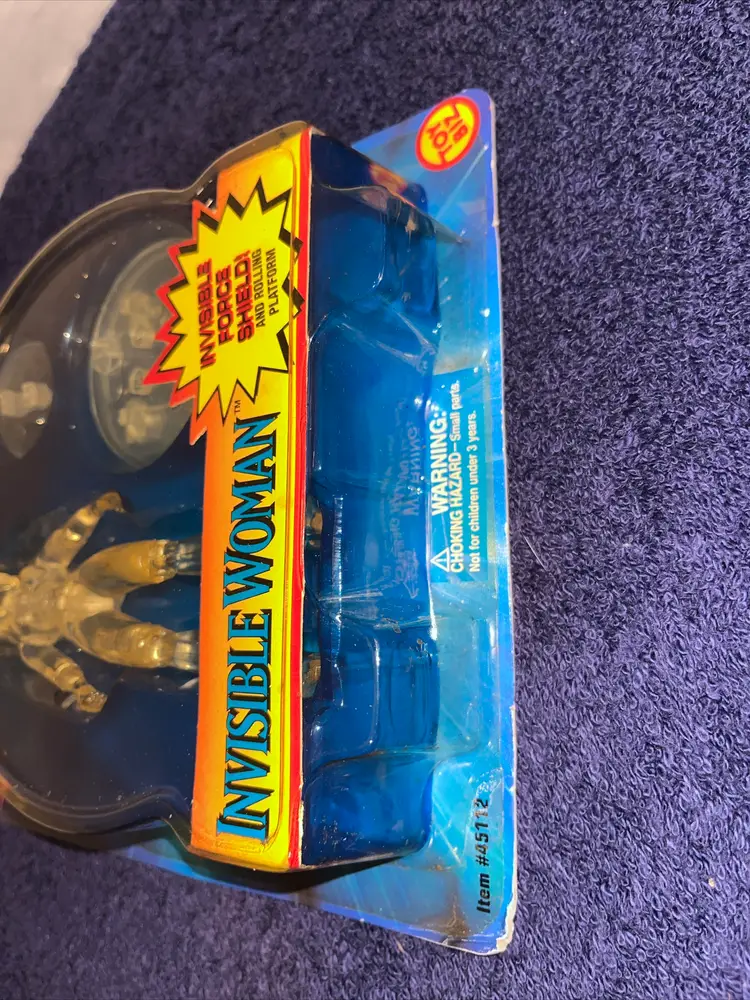 INVISIBLE
FORCE
SHIELD!
AND ROLLING
PLATFORM
INVISIBLE WOMAN™
TOY
BIZ
⚠ WARNING:
CHOKING HAZARD—Small parts.
Not for children under 3 years.
Item #45112